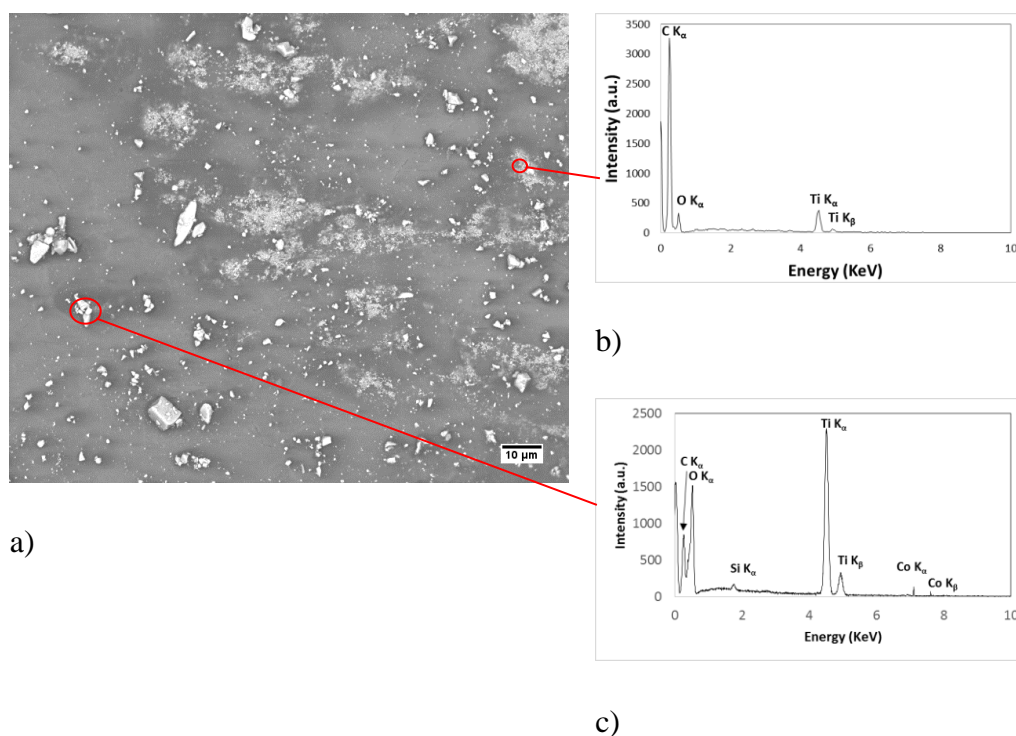 10 µm
a)
3500
3000
2500
2000
1500
1000
500
0
Intensity (a.u.)
C Kα
O Kα
Ti Kα
Ti Kβ
0 2 4 6 8 10
Energy (KeV)
b)
2500
2000
1500
1000
500
0
Intensity (a.u.)
Ti Kα
C Kα
O Kα
Si Kα
Ti Kβ
Co Kα
Co Kβ
0 2 4 6 8 10
Energy (KeV)
c)